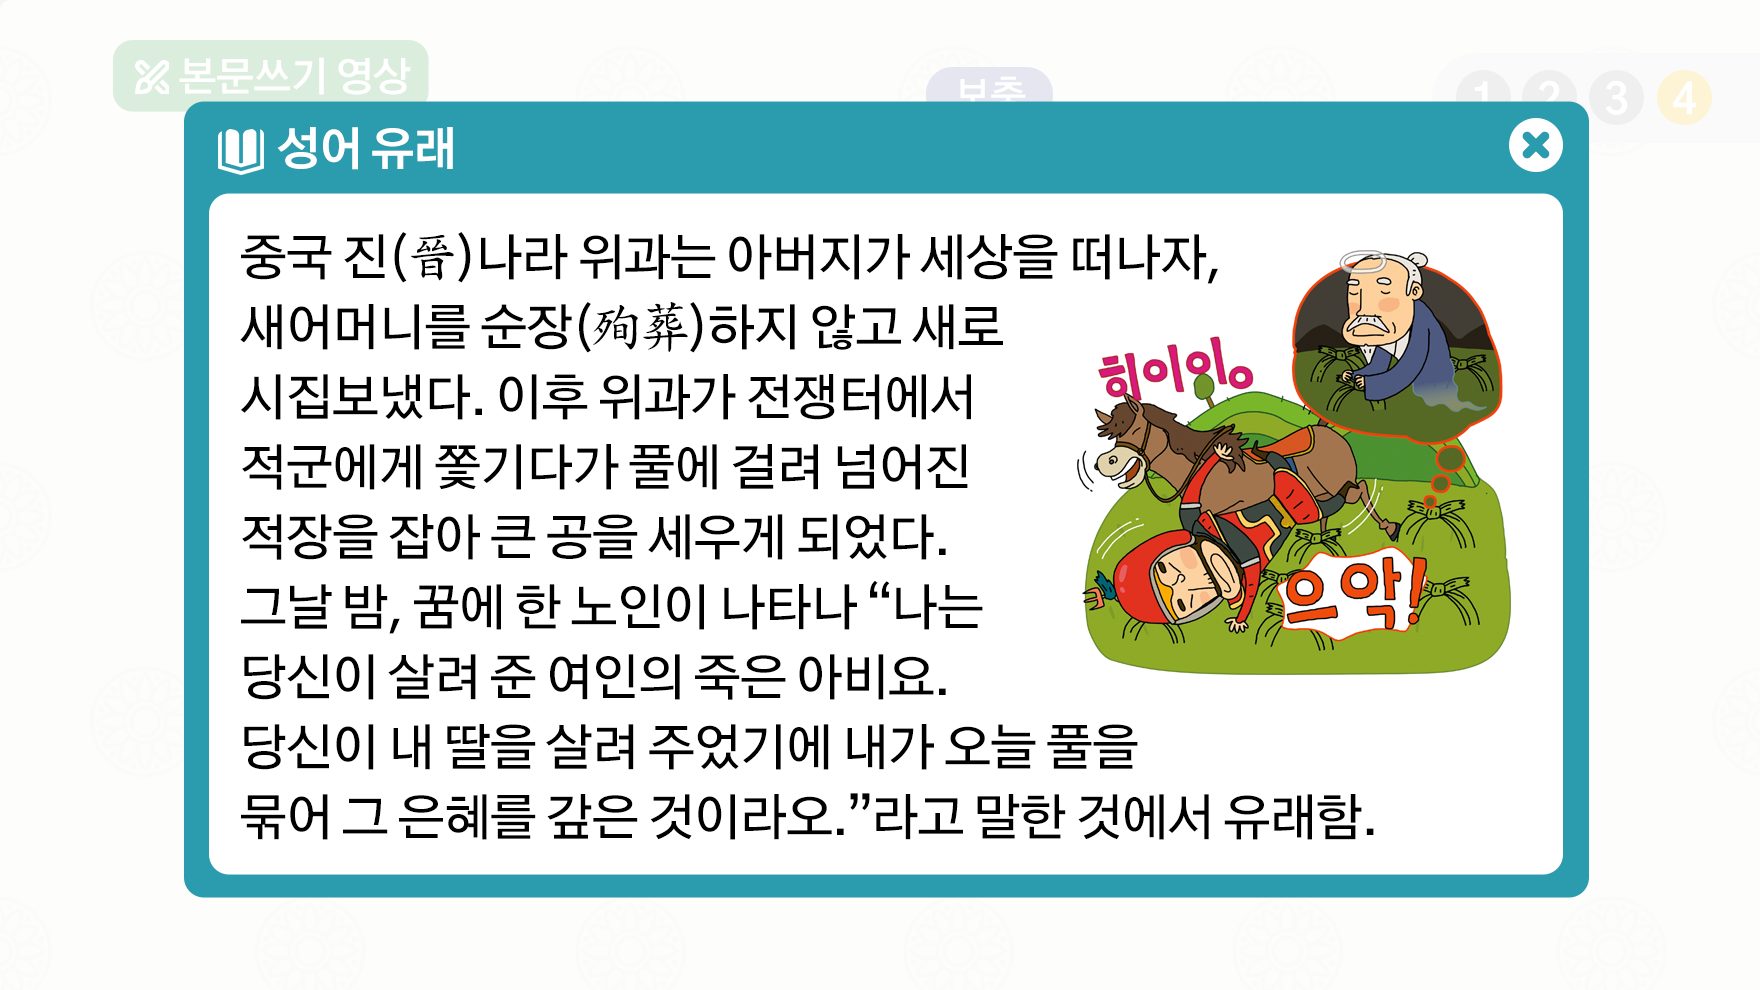 본문쓰기 영상
보충
1 2 3 4
성어 유래
중국 진(晉)나라 위과는 아버지가 세상을 떠나자,
새어머니를 순장(殉葬)하지 않고 새로
시집보냈다. 이후 위과가 전쟁터에서
적군에게 쫓기다가 풀에 걸려 넘어진
적장을 잡아 큰 공을 세우게 되었다.
그날 밤, 꿈에 한 노인이 나타나 “나는
당신이 살려 준 여인의 죽은 아비요.
당신이 내 딸을 살려 주었기에 내가 오늘 풀을
묶어 그 은혜를 갚은 것이라오.”라고 말한 것에서 유래함.
히이잉
으악!